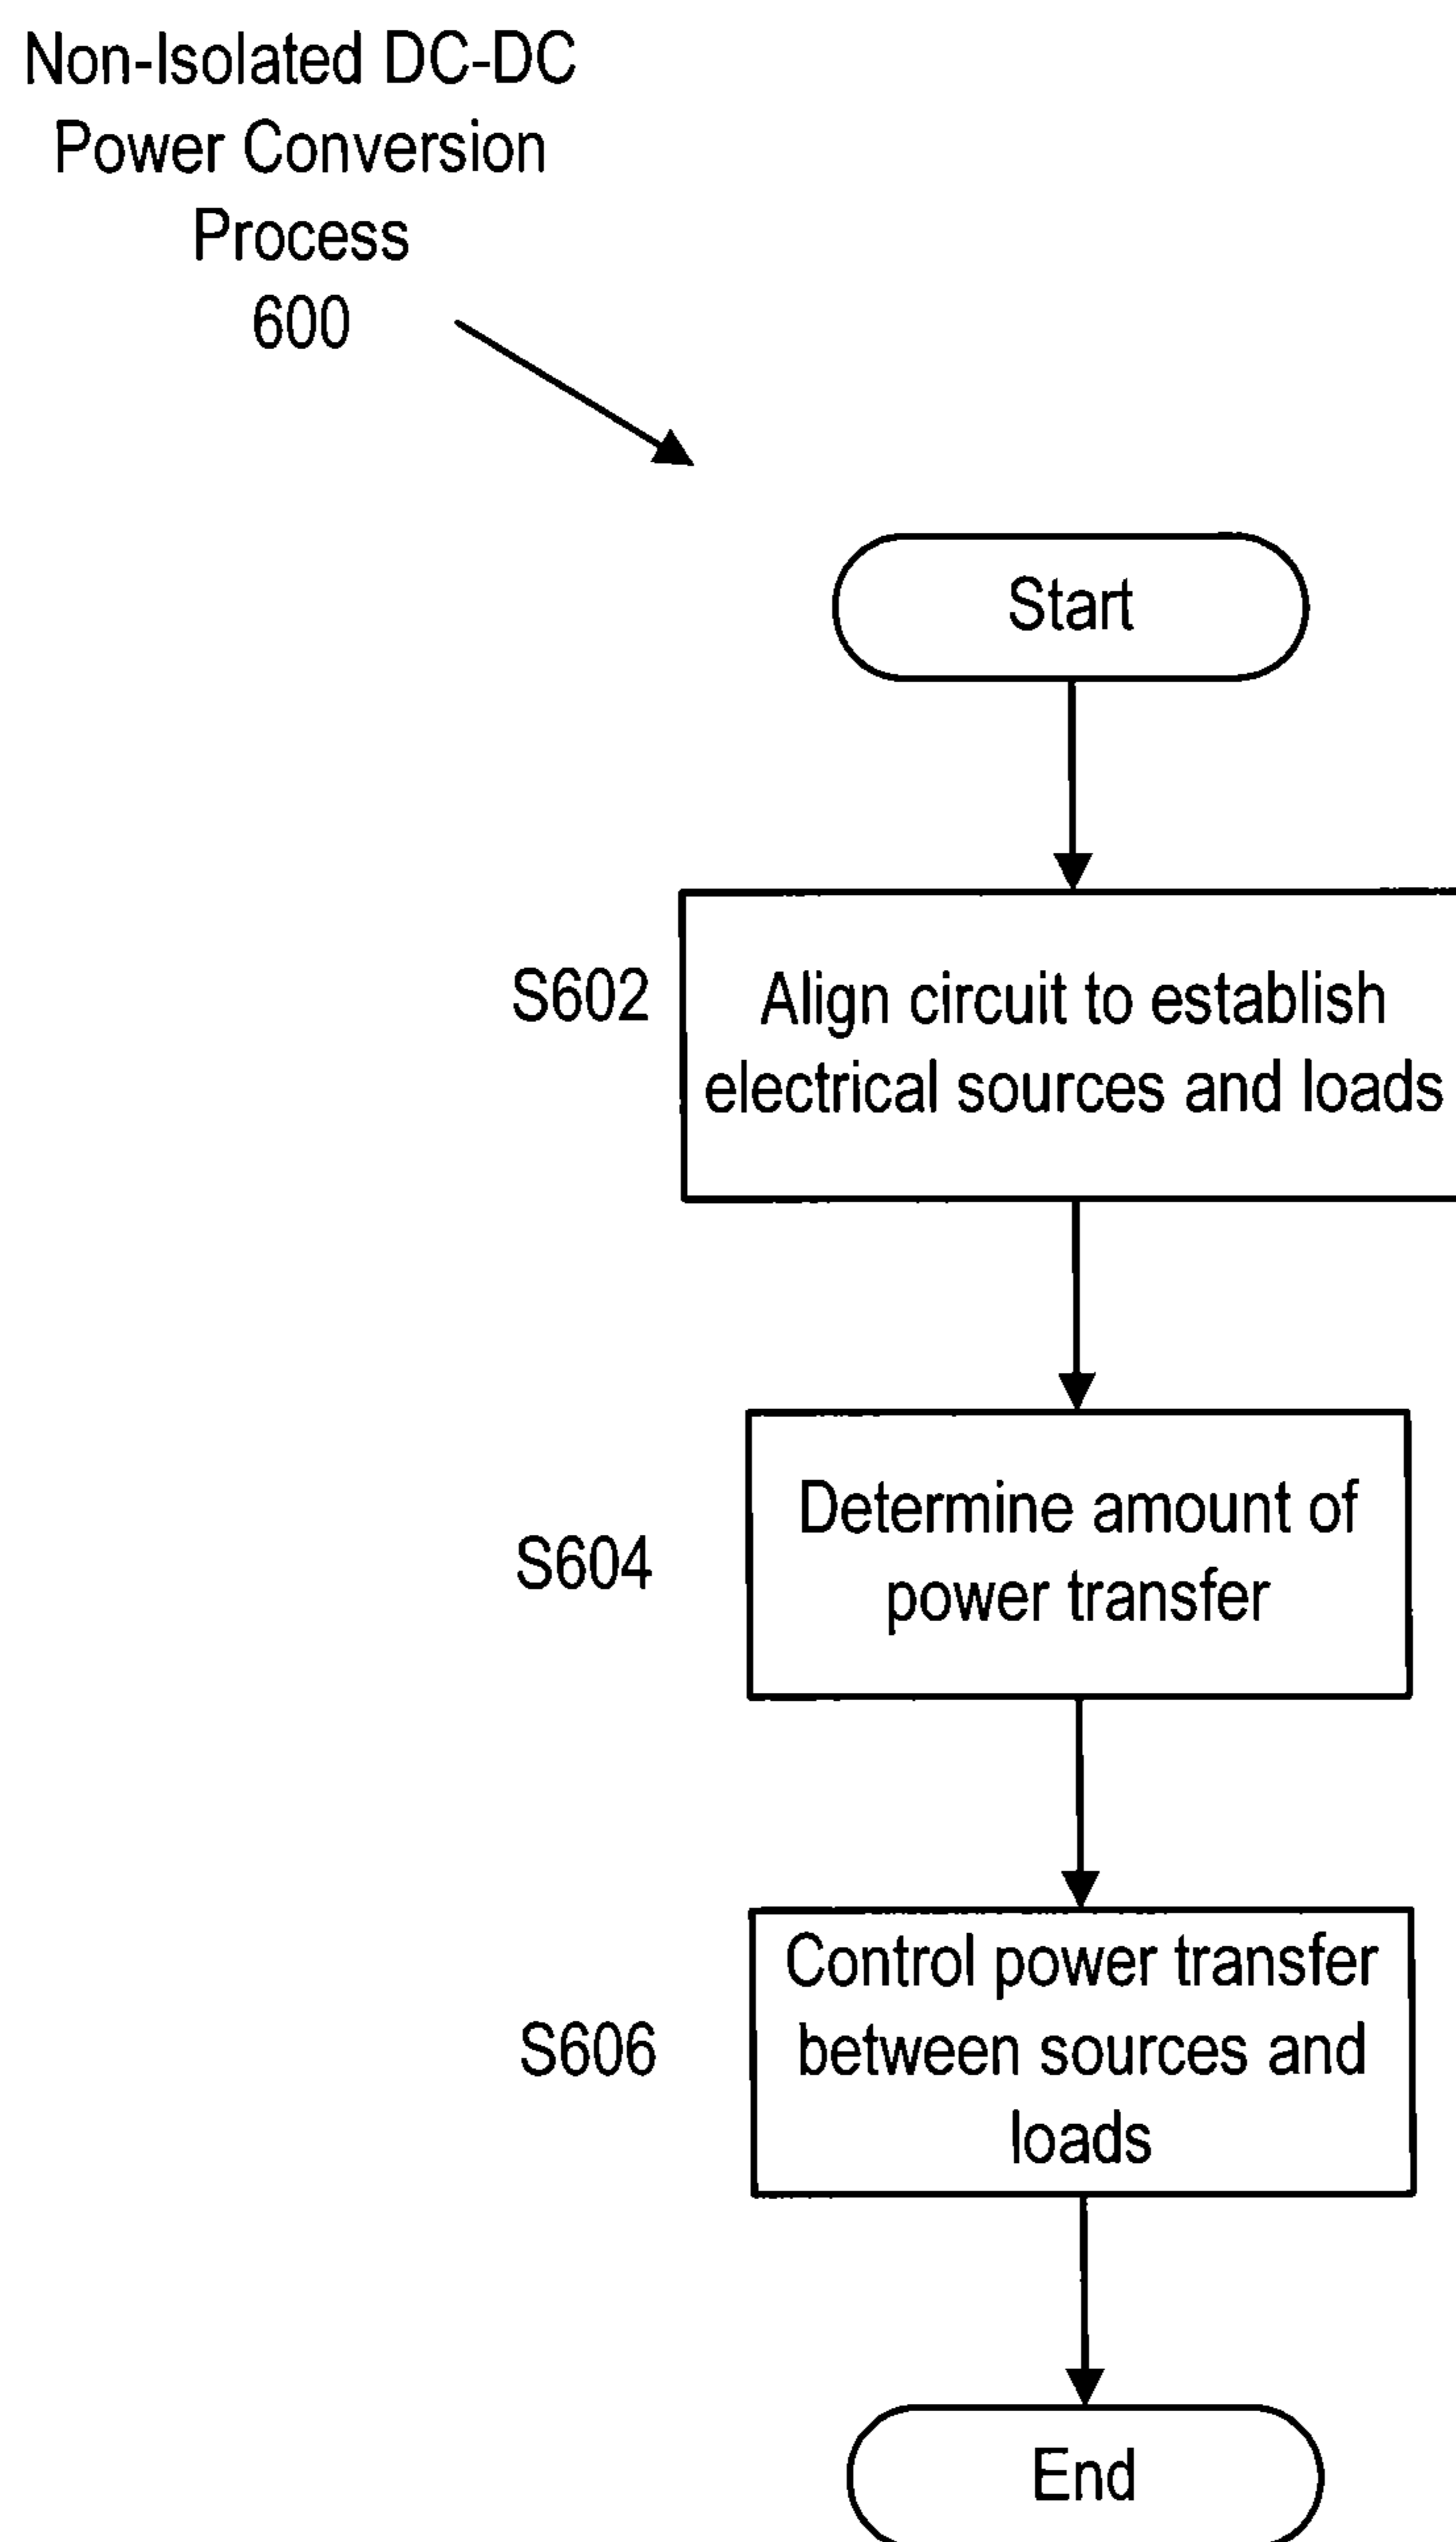 Non-Isolated DC-DC
Power Conversion
Process
600
Start
S602
Align circuit to establish
electrical sources and loads
S604
Determine amount of
power transfer
S606
Control power transfer
between sources and
loads
End